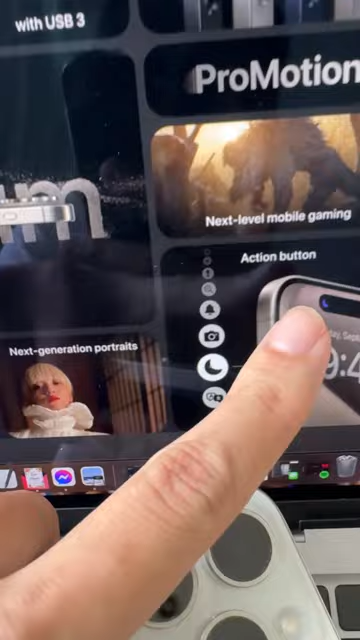 with USB 3
ProMotion
Next-level mobile gaming
Action button
Next-generation portraits